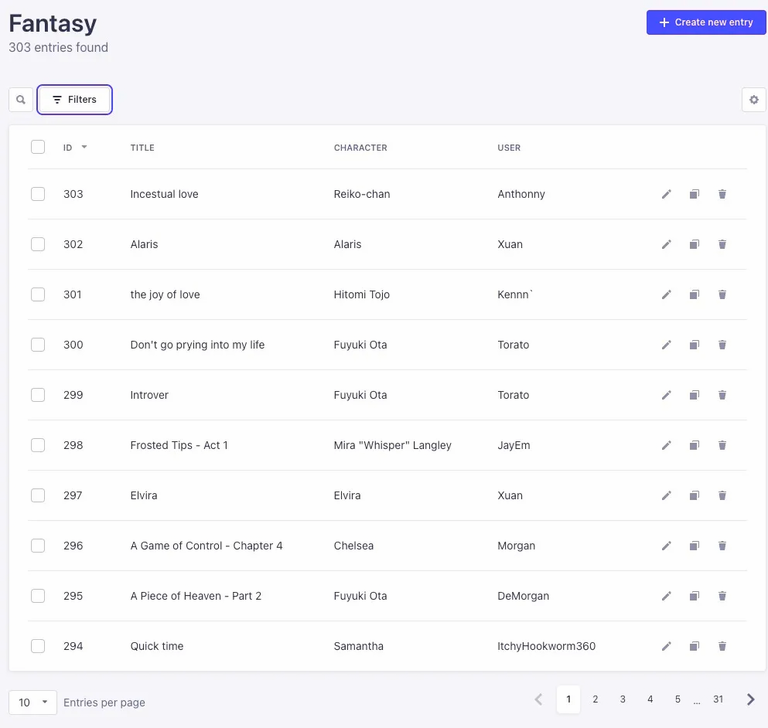 Fantasy
303 entries found
Create new entry
Filters
ID TITLE CHARACTER USER
303 Incestual love Reiko-chan Anthonny
302 Alaris Alaris Xuan
301 the joy of love Hitomi Tojo Kennn`
300 Don't go prying into my life Fuyuki Ota Torato
299 Introver Fuyuki Ota Torato
298 Frosted Tips - Act 1 Mira "Whisper" Langley JayEm
297 Elvira Elvira Xuan
296 A Game of Control - Chapter 4 Chelsea Morgan
295 A Piece of Heaven - Part 2 Fuyuki Ota DeMorgan
294 Quick time Samantha ItchyHookworm360
10 Entries per page 1 2 3 4 5 ... 31